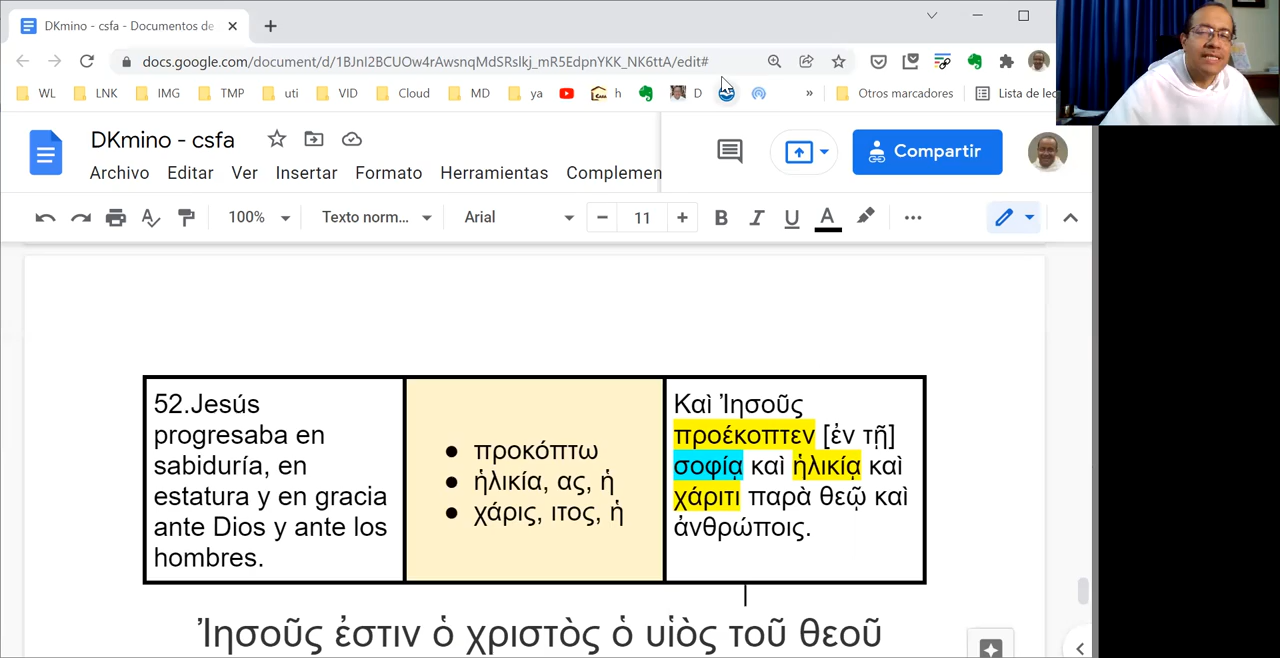 DKmino - csfa - Documentos de
docs.google.com/document/d/1BJnl2BCUOw4rAwsnqMdSRslkj_mR5EdpnYKK_NK6ttA/edit#
WL LNK IMG TMP uti VID Cloud MD ya h D » Otros marcadores Lista de lec
DKmino - csfa
Archivo Editar Ver Insertar Formato Herramientas Complemen
Compartir
100% Texto norm... Arial − 11 + B I U A
52.Jesús
progresaba en
sabiduría, en
estatura y en gracia
ante Dios y ante los
hombres.
● προκόπτω
● ἡλικία, ας, ἡ
● χάρις, ιτος, ἡ
Καὶ Ἰησοῦς
προέκοπτεν [ἐν τῇ]
σοφίᾳ καὶ ἡλικίᾳ καὶ
χάριτι παρὰ θεῷ καὶ
ἀνθρώποις.
Ἰησοῦς ἐστιν ὁ χριστὸς ὁ υἱὸς τοῦ θεοῦ